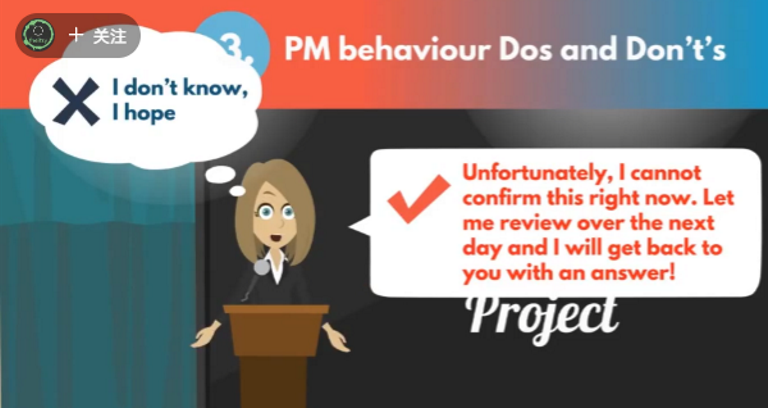 + 关注
3.
PM behaviour Dos and Don't's
I don't know,
I hope
Unfortunately, I cannot
confirm this right now. Let
me review over the next
day and I will get back to
you with an answer!
Project